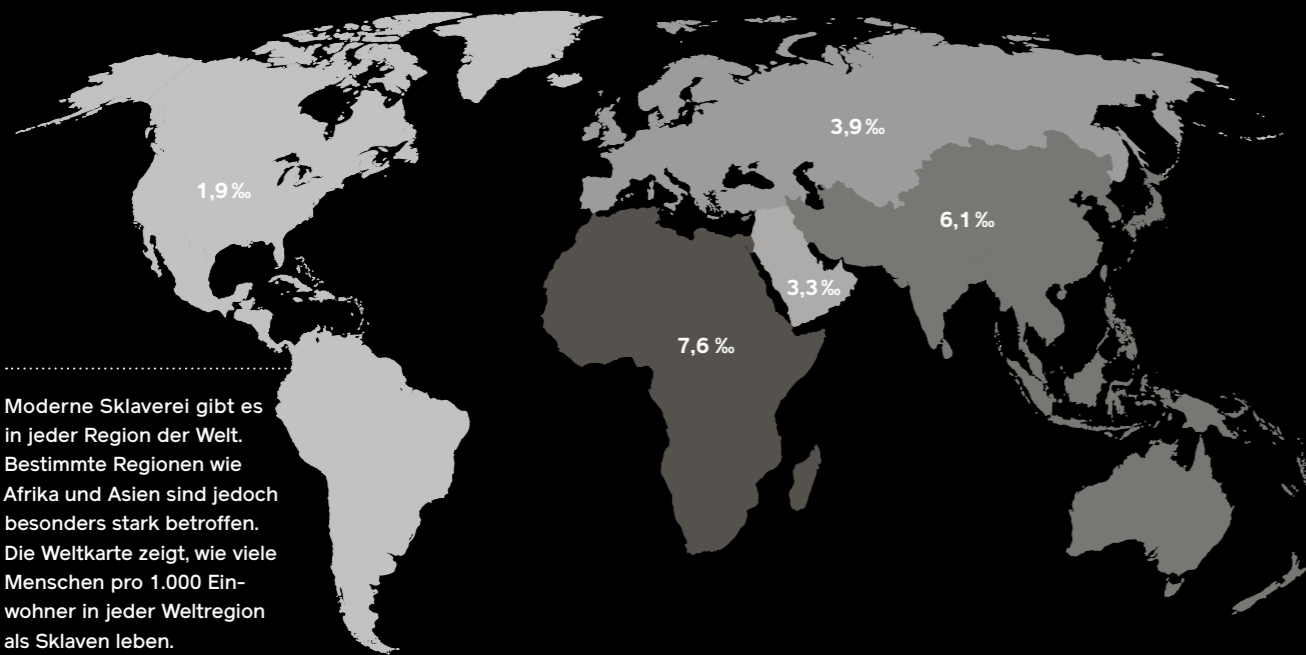 3,9 ‰
1,9 ‰
6,1 ‰
3,3 ‰
7,6 ‰
Moderne Sklaverei gibt es
in jeder Region der Welt.
Bestimmte Regionen wie
Afrika und Asien sind jedoch
besonders stark betroffen.
Die Weltkarte zeigt, wie viele
Menschen pro 1.000 Ein-
wohner in jeder Weltregion
als Sklaven leben.